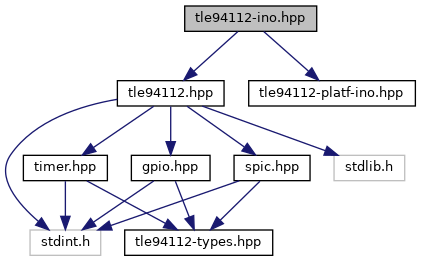 tle94112-ino.hpp
tle94112.hpp
tle94112-platf-ino.hpp
timer.hpp
gpio.hpp
spic.hpp
stdlib.h
stdint.h
tle94112-types.hpp